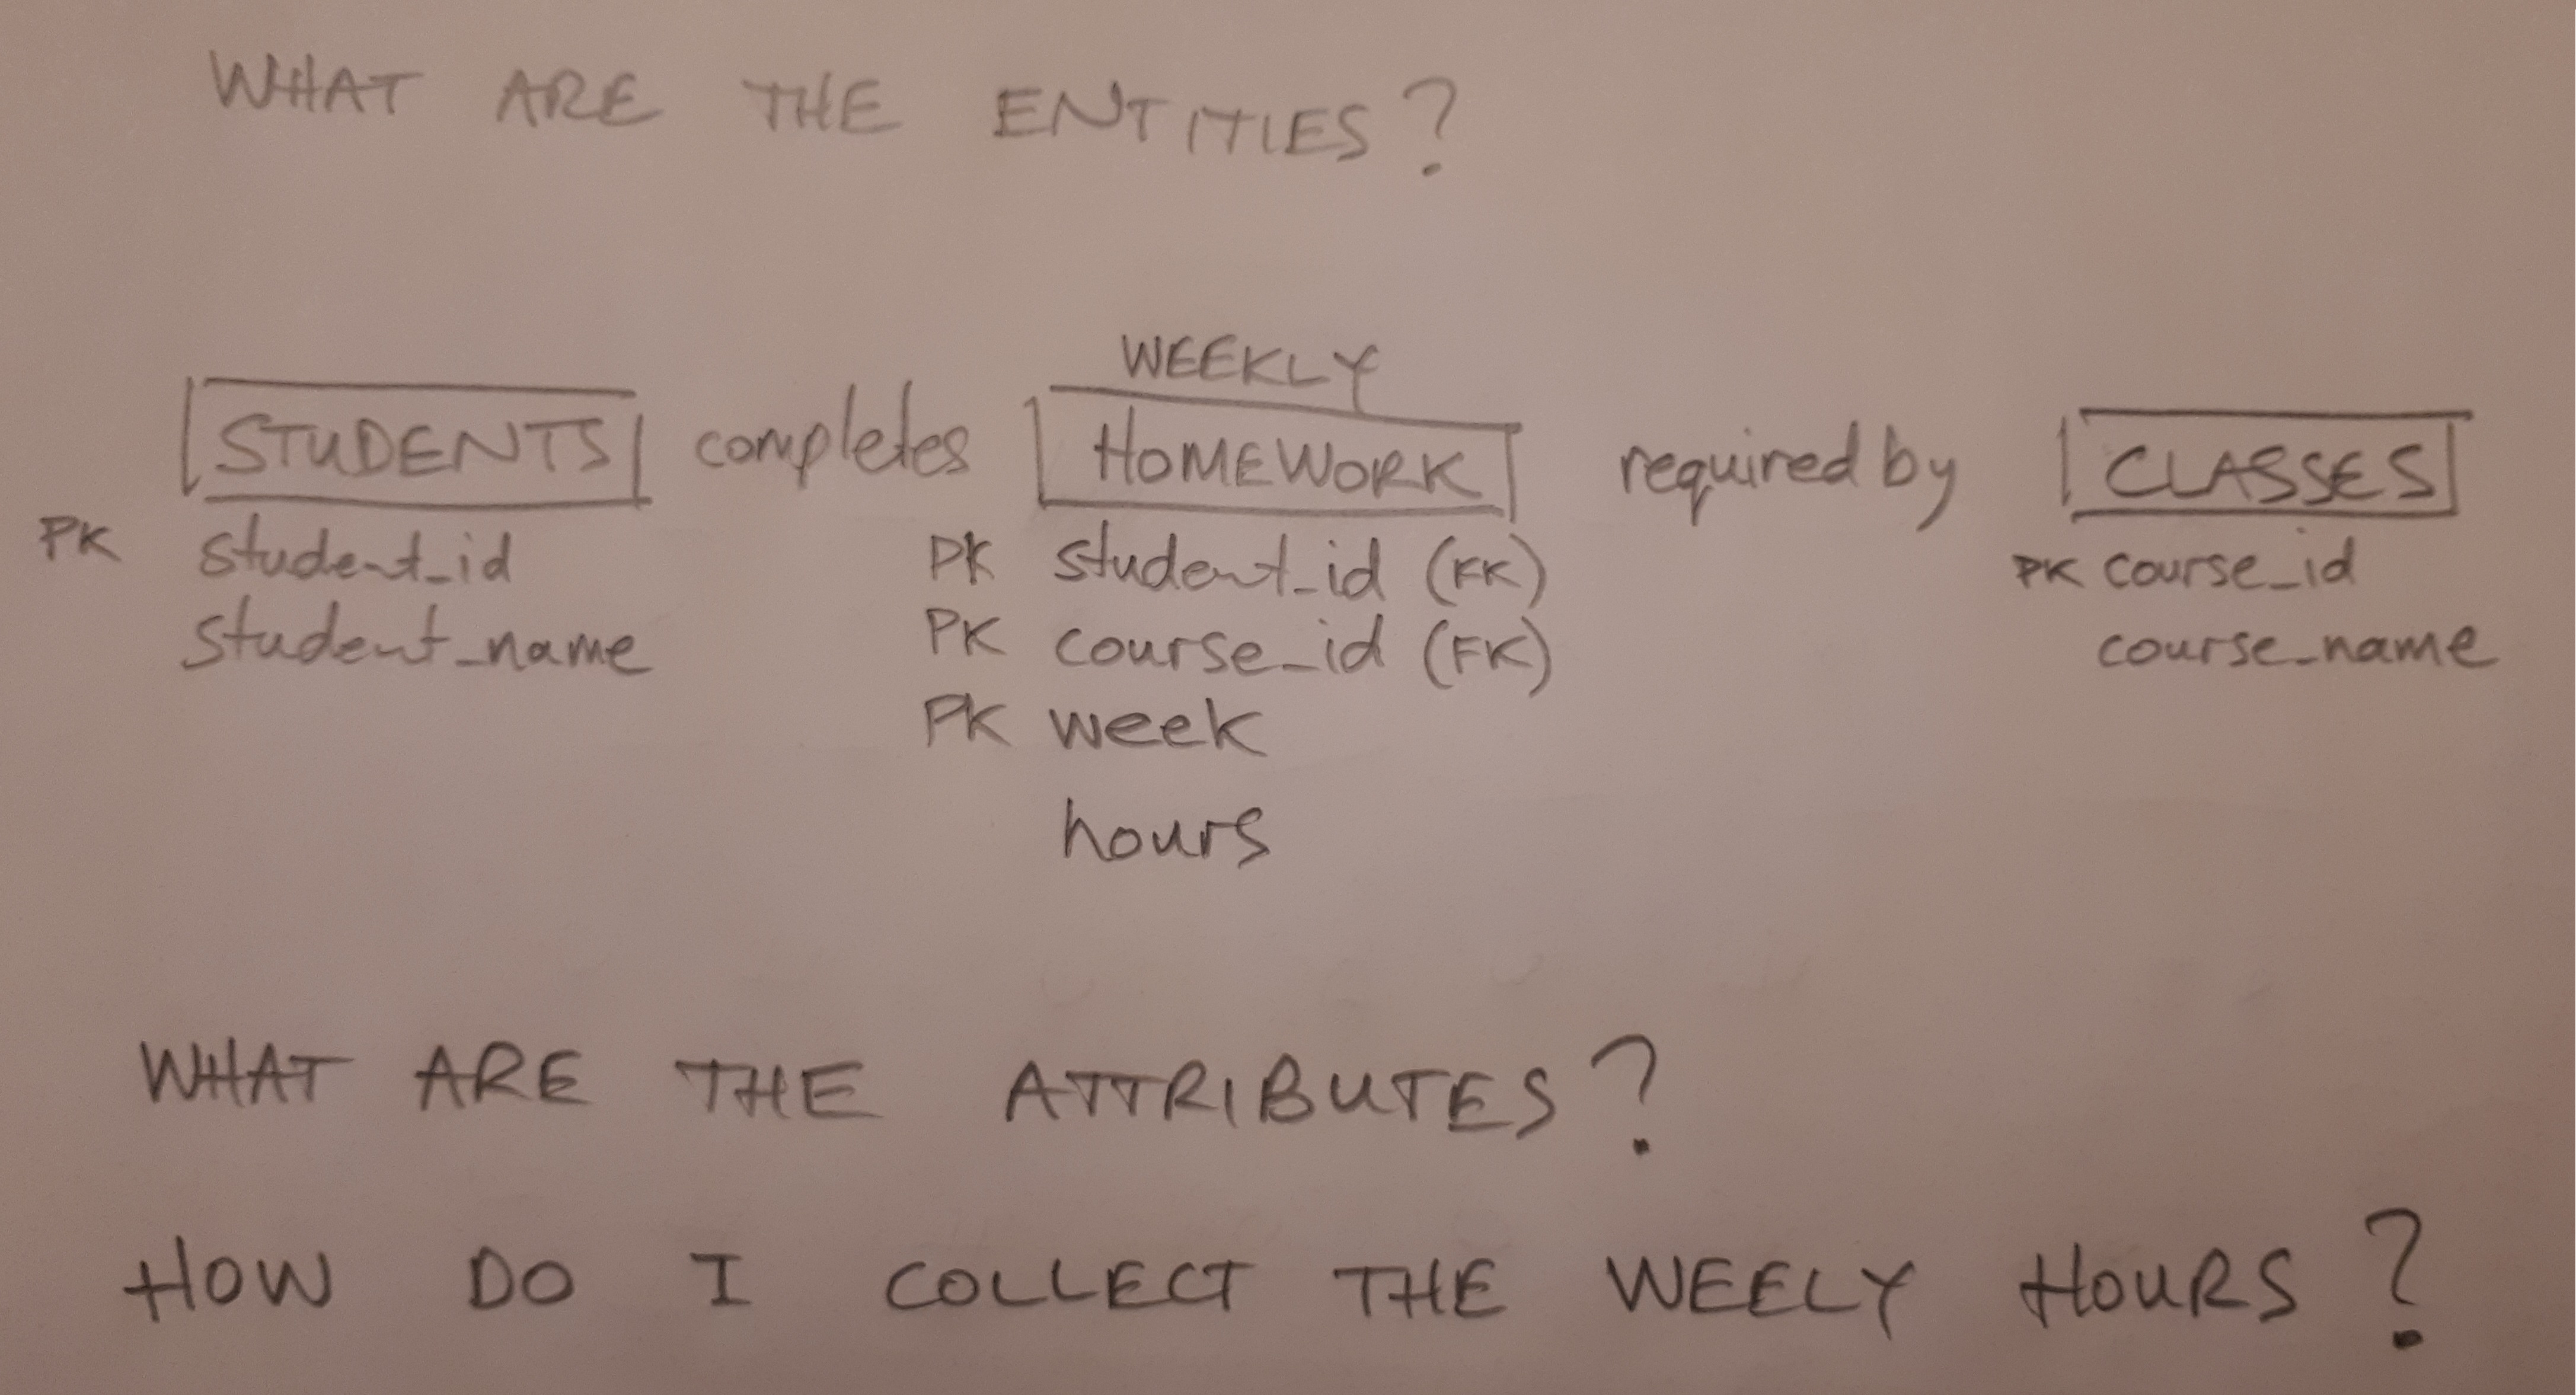 WHAT ARE THE ENTITIES?
WEEKLY
STUDENTS completes HOMEWORK required by CLASSES
PK student_id PK student_id (FK) PK course_id
student_name PK course_id (FK) course_name
PK week
hours
WHAT ARE THE ATTRIBUTES?
HOW DO I COLLECT THE WEELY HOURS?